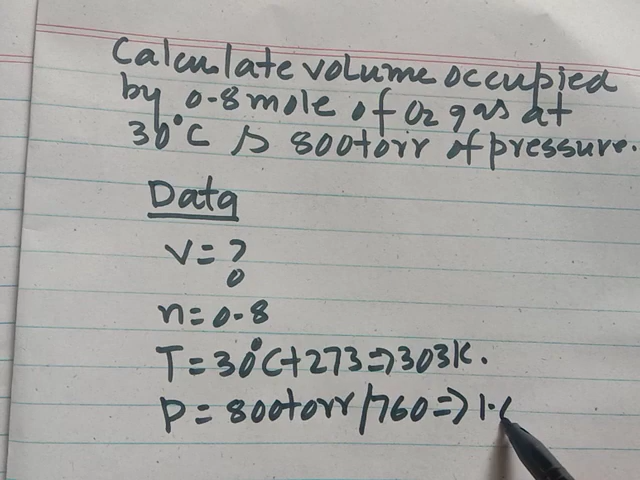 Calculate volume occupied
by 0.8 mole of O2 gas at
30°C & 800torr of pressure.
Data
V = ?
n = 0.8
T = 30°C + 273 => 303K.
P = 800torr/760 => 1.